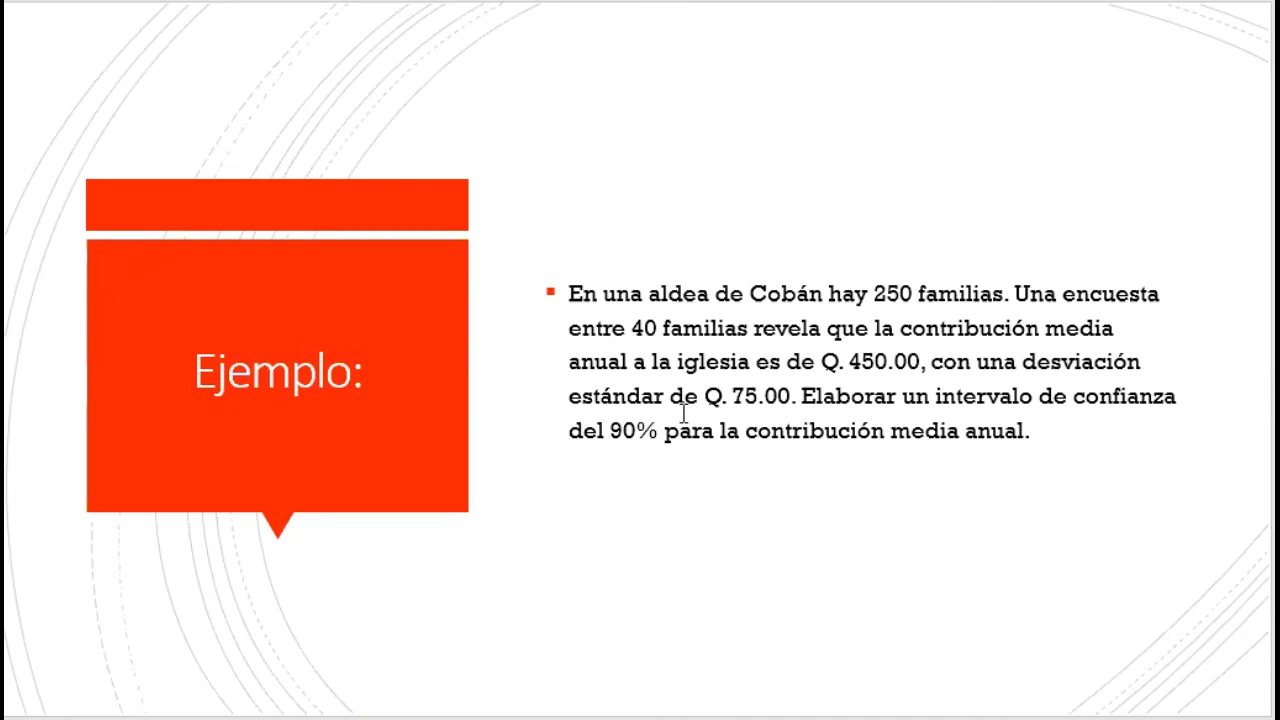 Ejemplo:
En una aldea de Cobán hay 250 familias. Una encuesta
entre 40 familias revela que la contribución media
anual a la iglesia es de Q. 450.00, con una desviación
estándar de Q. 75.00. Elaborar un intervalo de confianza
del 90% para la contribución media anual.